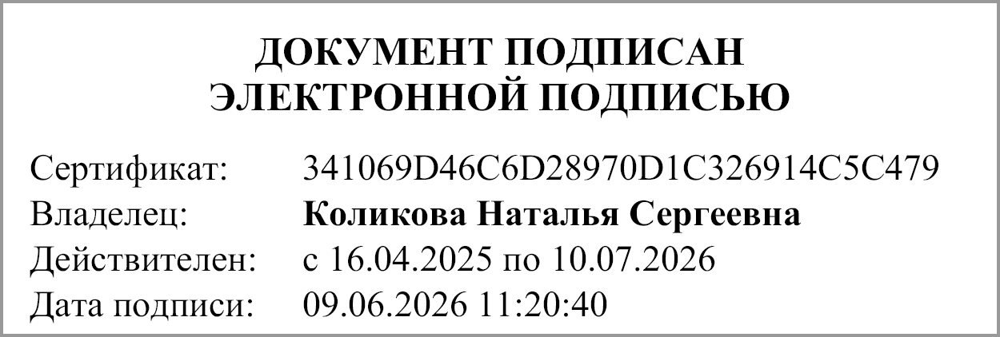 ДОКУМЕНТ ПОДПИСАН
ЭЛЕКТРОННОЙ ПОДПИСЬЮ
Сертификат: 341069D46C6D28970D1C326914C5C479
Владелец: Коликова Наталья Сергеевна
Действителен: с 16.04.2025 по 10.07.2026
Дата подписи: 09.06.2026 11:20:40